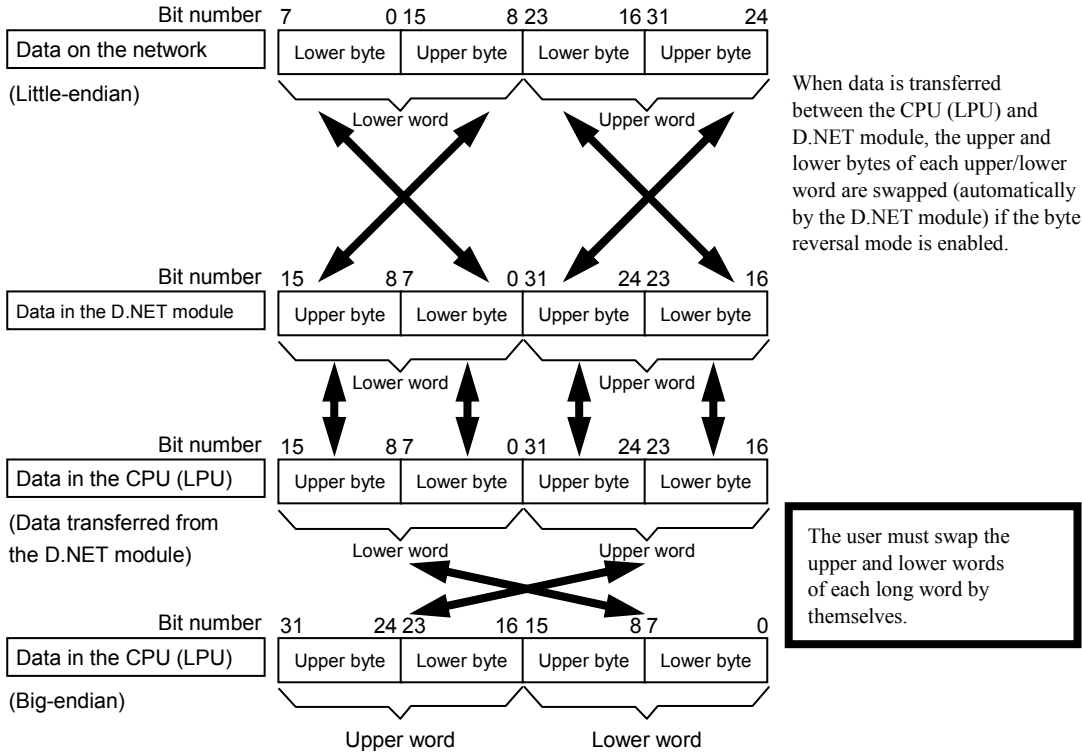 Bit number 7 0 15 8 23 16 31 24
Data on the network Lower byte Upper byte Lower byte Upper byte
(Little-endian)
Lower word Upper word
When data is transferred
between the CPU (LPU) and
D.NET module, the upper and
lower bytes of each upper/lower
word are swapped (automatically
by the D.NET module) if the byte
reversal mode is enabled.
Bit number 15 8 7 0 31 24 23 16
Data in the D.NET module Upper byte Lower byte Upper byte Lower byte
Lower word Upper word
Bit number 15 8 7 0 31 24 23 16
Data in the CPU (LPU) Upper byte Lower byte Upper byte Lower byte
(Data transferred from
the D.NET module)
Lower word Upper word
The user must swap the
upper and lower words
of each long word by
themselves.
Bit number 31 24 23 16 15 8 7 0
Data in the CPU (LPU) Upper byte Lower byte Upper byte Lower byte
(Big-endian)
Upper word Lower word